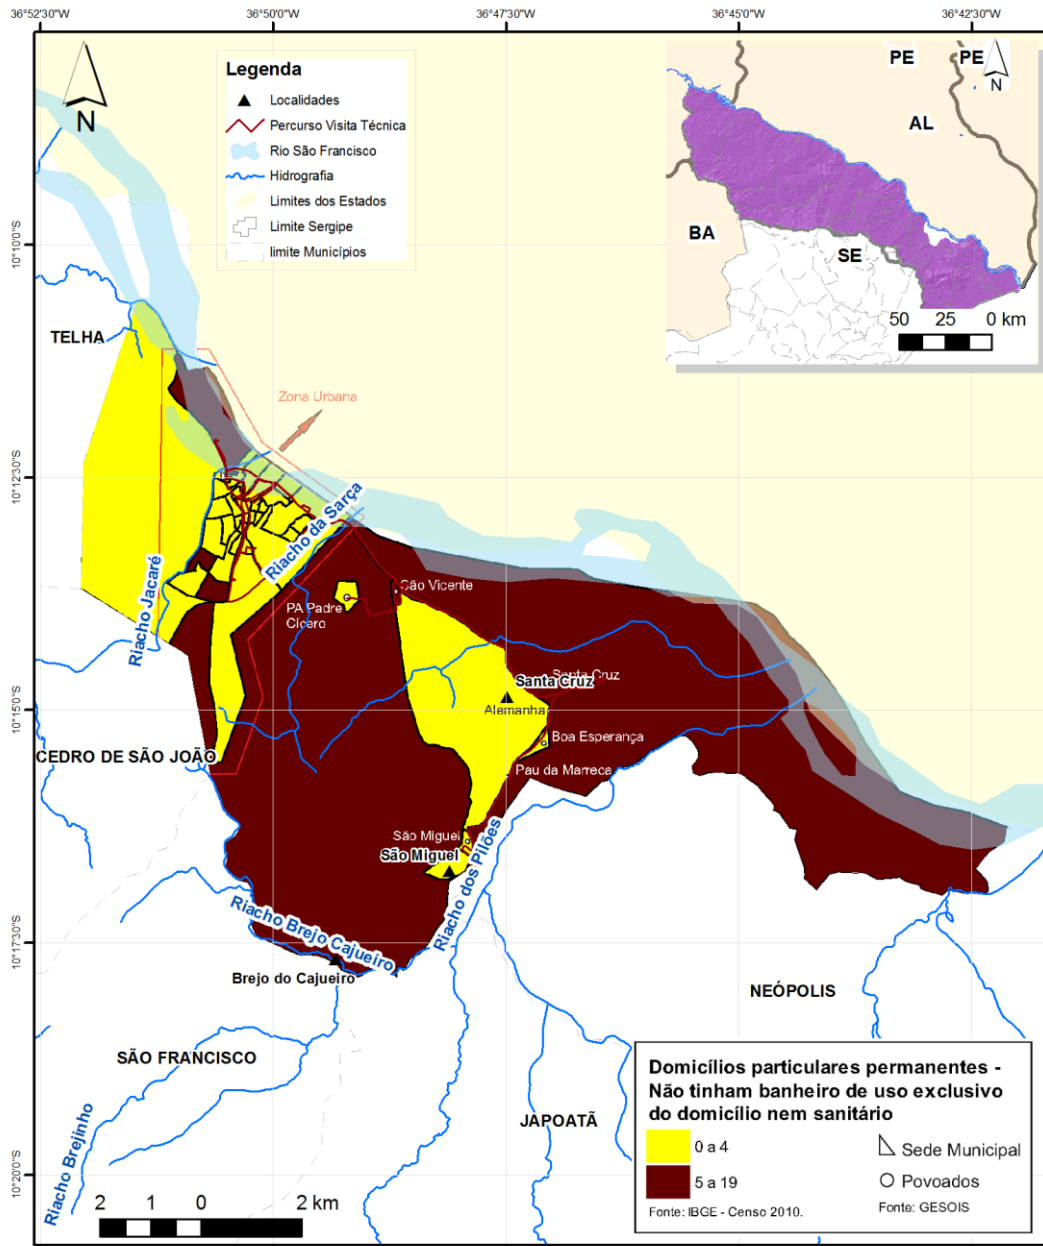 36°52'30"W
36°50'0"W
36°47'30"W
36°45'0"W
36°42'30"W
10°10'0"S
10°12'30"S
10°15'0"S
10°17'30"S
10°20'0"S
N
Legenda
Localidades
Percurso Visita Técnica
Rio São Francisco
Hidrografia
Limites dos Estados
Limite Sergipe
limite Municípios
PE
PE
N
AL
BA
SE
50 25 0 km
TELHA
Zona Urbana
Riacho da Sarça
Riacho Jacaré
São Vicente
PA Padre
Cícero
Santa Cruz
Santa Cruz
Alemanha
Boa Esperança
Pau da Marreca
CEDRO DE SÃO JOÃO
São Miguel
São Miguel
Riacho dos Pilões
Riacho Brejo Cajueiro
Brejo do Cajueiro
NEÓPOLIS
SÃO FRANCISCO
JAPOATÃ
Riacho Brejinho
2 1 0 2 km
Domicílios particulares permanentes -
Não tinham banheiro de uso exclusivo
do domicílio nem sanitário
0 a 4
5 a 19
Sede Municipal
Povoados
Fonte: IBGE - Censo 2010.
Fonte: GESOIS